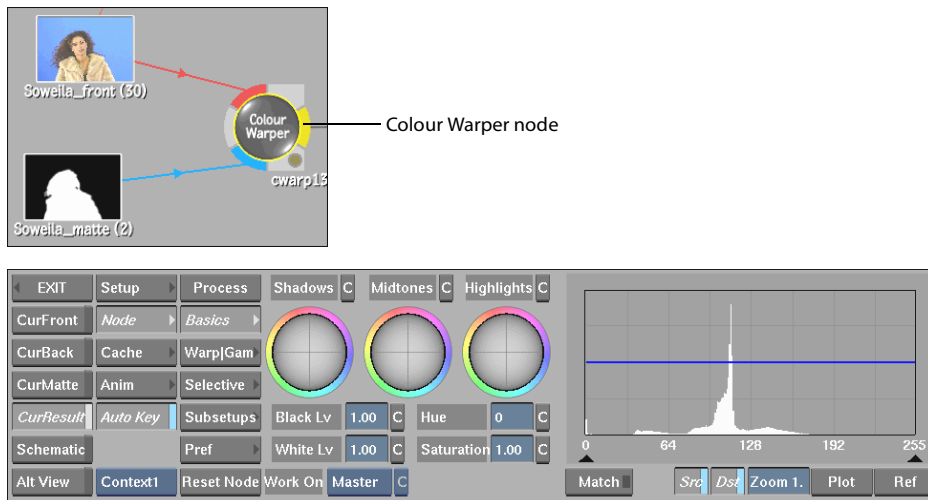 Soweila_front (30)
Colour
Warper
Colour Warper node
cwarp13
Soweila_matte (2)
EXIT Setup Process Shadows C Midtones C Highlights C
CurFront Node Basics
CurBack Cache Warp|Gam
CurMatte Anim Selective
CurResult Auto Key Subsetups Black Lv 1.00 C Hue 0 C
Schematic Pref White Lv 1.00 C Saturation 1.00 C
0 64 128 192 255
Alt View Context1 Reset Node Work On Master C Match Src Dst Zoom 1. Plot Ref